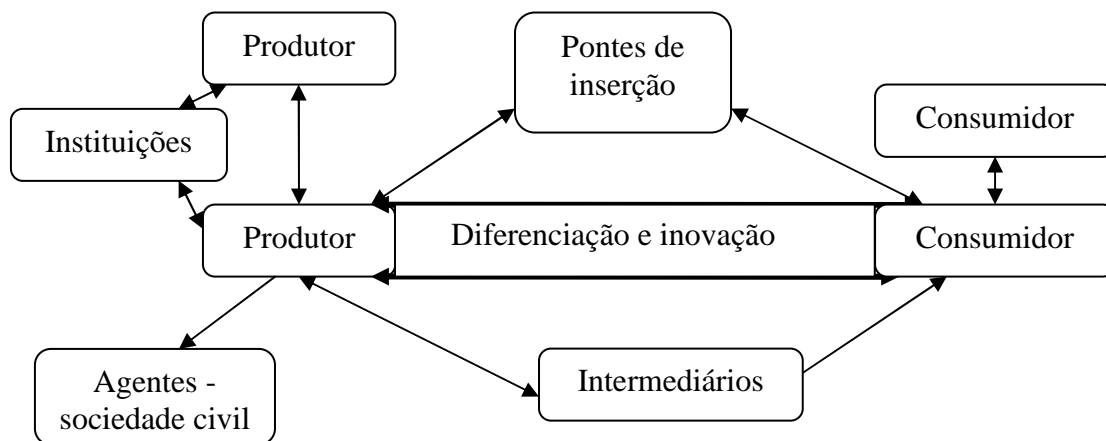 Produtor
Pontes de
inserção
Instituições
Consumidor
Produtor
Diferenciação e inovação
Consumidor
Agentes -
sociedade civil
Intermediários